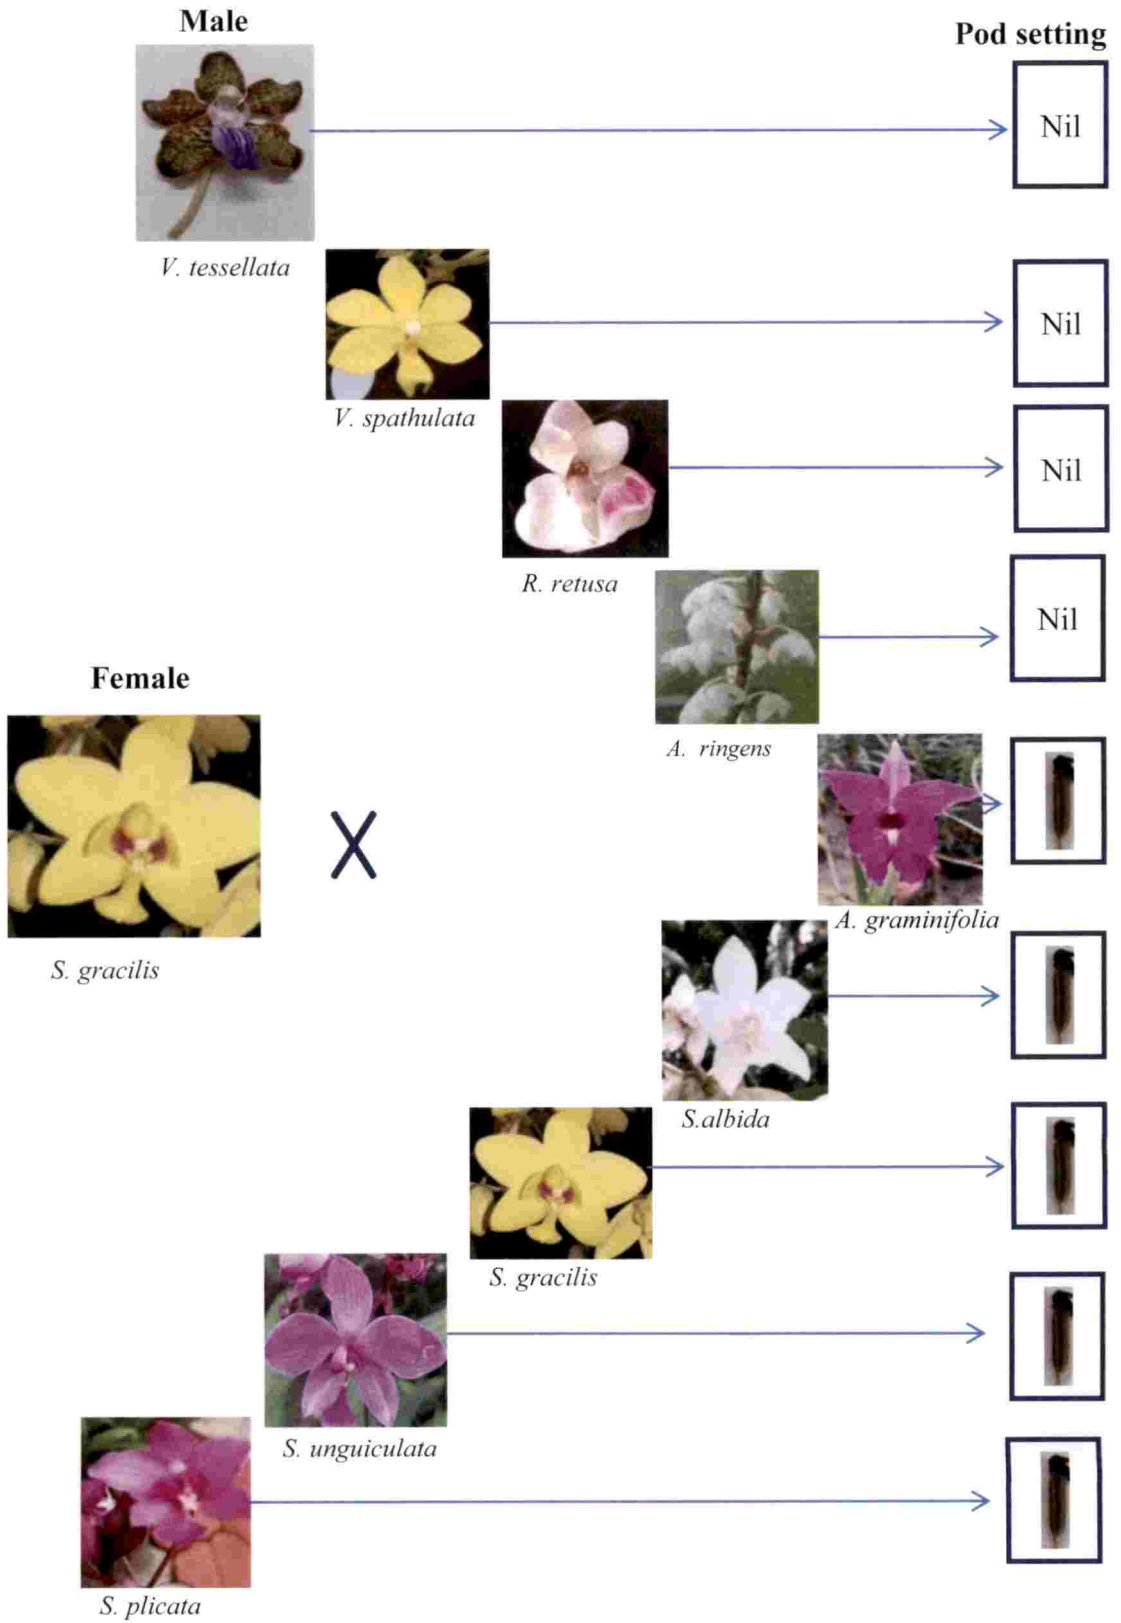 Male
Pod setting
Nil
V. tessellata
Nil
V. spathulata
Nil
R. retusa
Nil
Female
A. ringens
A. graminifolia
S. gracilis
S.albida
S. gracilis
S. unguiculata
S. plicata